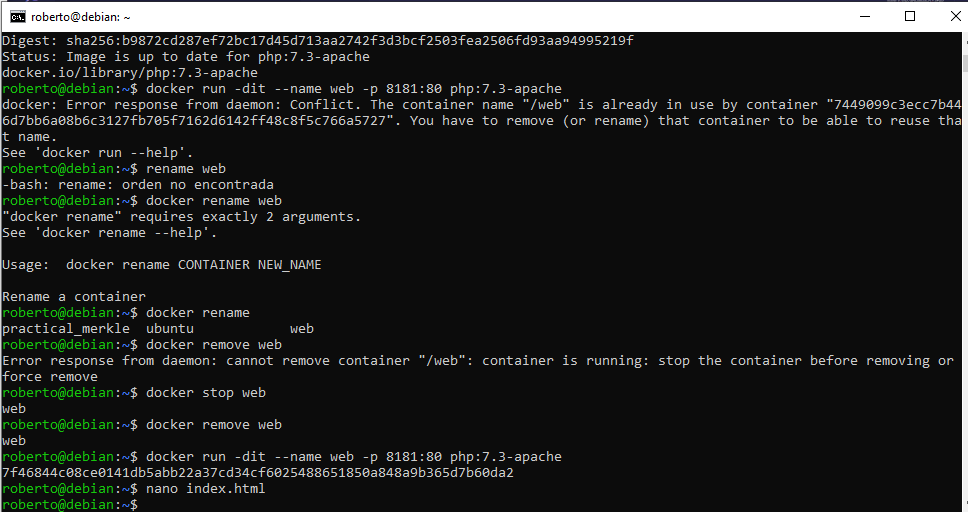 roberto@debian: ~
Digest: sha256:b9872cd287ef72bc17d45d713aa2742f3d3bcf2503fea2506fd93aa94995219f
Status: Image is up to date for php:7.3-apache
docker.io/library/php:7.3-apache
roberto@debian:~$ docker run -dit --name web -p 8181:80 php:7.3-apache
docker: Error response from daemon: Conflict. The container name "/web" is already in use by container "7449099c3ecc7b44
6d7bb6a08b6c3127fb705f7162d6142ff48c8f5c766a5727". You have to remove (or rename) that container to be able to reuse tha
t name.
See 'docker run --help'.
roberto@debian:~$ rename web
-bash: rename: orden no encontrada
roberto@debian:~$ docker rename web
"docker rename" requires exactly 2 arguments.
See 'docker rename --help'.
Usage:  docker rename CONTAINER NEW_NAME
Rename a container
roberto@debian:~$ docker rename
practical_merkle  ubuntu            web
roberto@debian:~$ docker remove web
Error response from daemon: cannot remove container "/web": container is running: stop the container before removing or
force remove
roberto@debian:~$ docker stop web
web
roberto@debian:~$ docker remove web
web
roberto@debian:~$ docker run -dit --name web -p 8181:80 php:7.3-apache
7f46844c08ce0141db5abb22a37cd34cf6025488651850a848a9b365d7b60da2
roberto@debian:~$ nano index.html
roberto@debian:~$